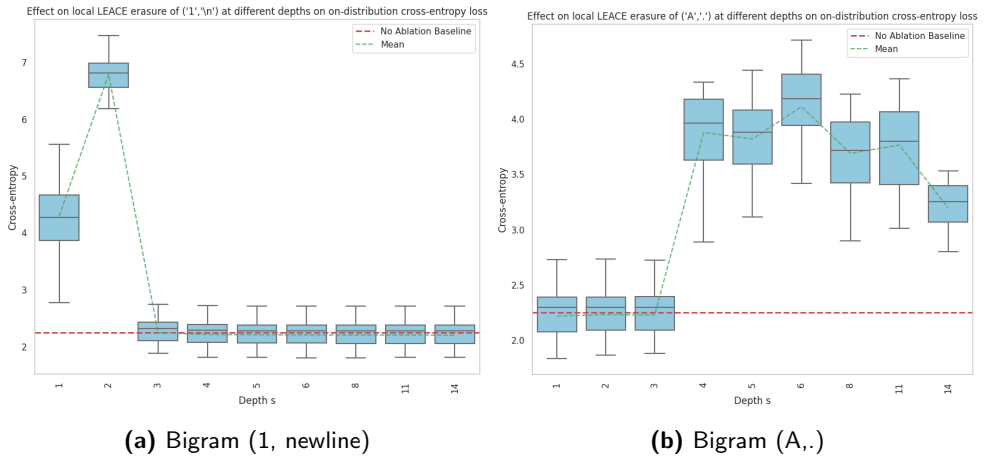 Effect on local LEACE erasure of ('1','\n') at different depths on on-distribution cross-entropy loss
No Ablation Baseline
Mean
7
6
5
4
3
2
Cross-entropy
1
2
3
4
5
6
8
11
14
Depth s
(a) Bigram (1, newline)
Effect on local LEACE erasure of ('A','.') at different depths on on-distribution cross-entropy loss
No Ablation Baseline
Mean
4.5
4.0
3.5
3.0
2.5
2.0
Cross-entropy
1
2
3
4
5
6
8
11
14
Depth s
(b) Bigram (A,.)